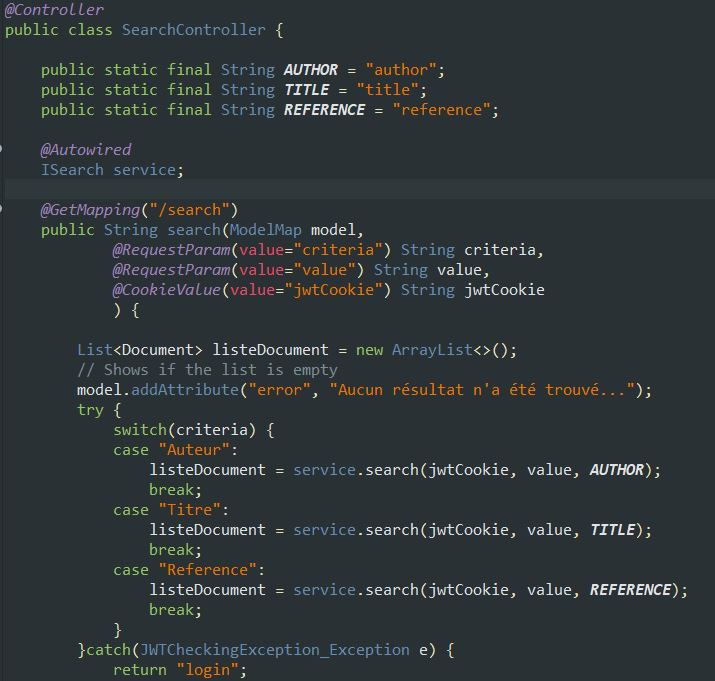 @Controller
public class SearchController {
public static final String AUTHOR = "author";
public static final String TITLE = "title";
public static final String REFERENCE = "reference";
@Autowired
ISearch service;
@GetMapping("/search")
public String search(ModelMap model,
@RequestParam(value="criteria") String criteria,
@RequestParam(value="value") String value,
@CookieValue(value="jwtCookie") String jwtCookie
) {
List<Document> listeDocument = new ArrayList<>();
// Shows if the list is empty
model.addAttribute("error", "Aucun résultat n'a été trouvé...");
try {
switch(criteria) {
case "Auteur":
listeDocument = service.search(jwtCookie, value, AUTHOR);
break;
case "Titre":
listeDocument = service.search(jwtCookie, value, TITLE);
break;
case "Reference":
listeDocument = service.search(jwtCookie, value, REFERENCE);
break;
}
}catch(JWTCheckingException_Exception e) {
return "login";